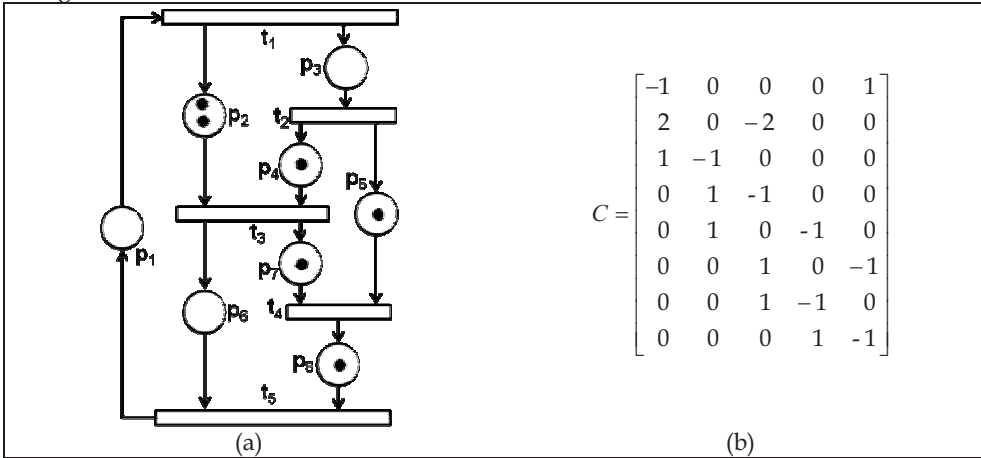 t1
p3
p2
t2
p4
p5
t3
p1
p7
p6
t4
p8
t5
(a)
C =
-1 0 0 0 1
2 0 -2 0 0
1 -1 0 0 0
0 1 -1 0 0
0 1 0 -1 0
0 0 1 0 -1
0 0 1 -1 0
0 0 0 1 -1
(b)